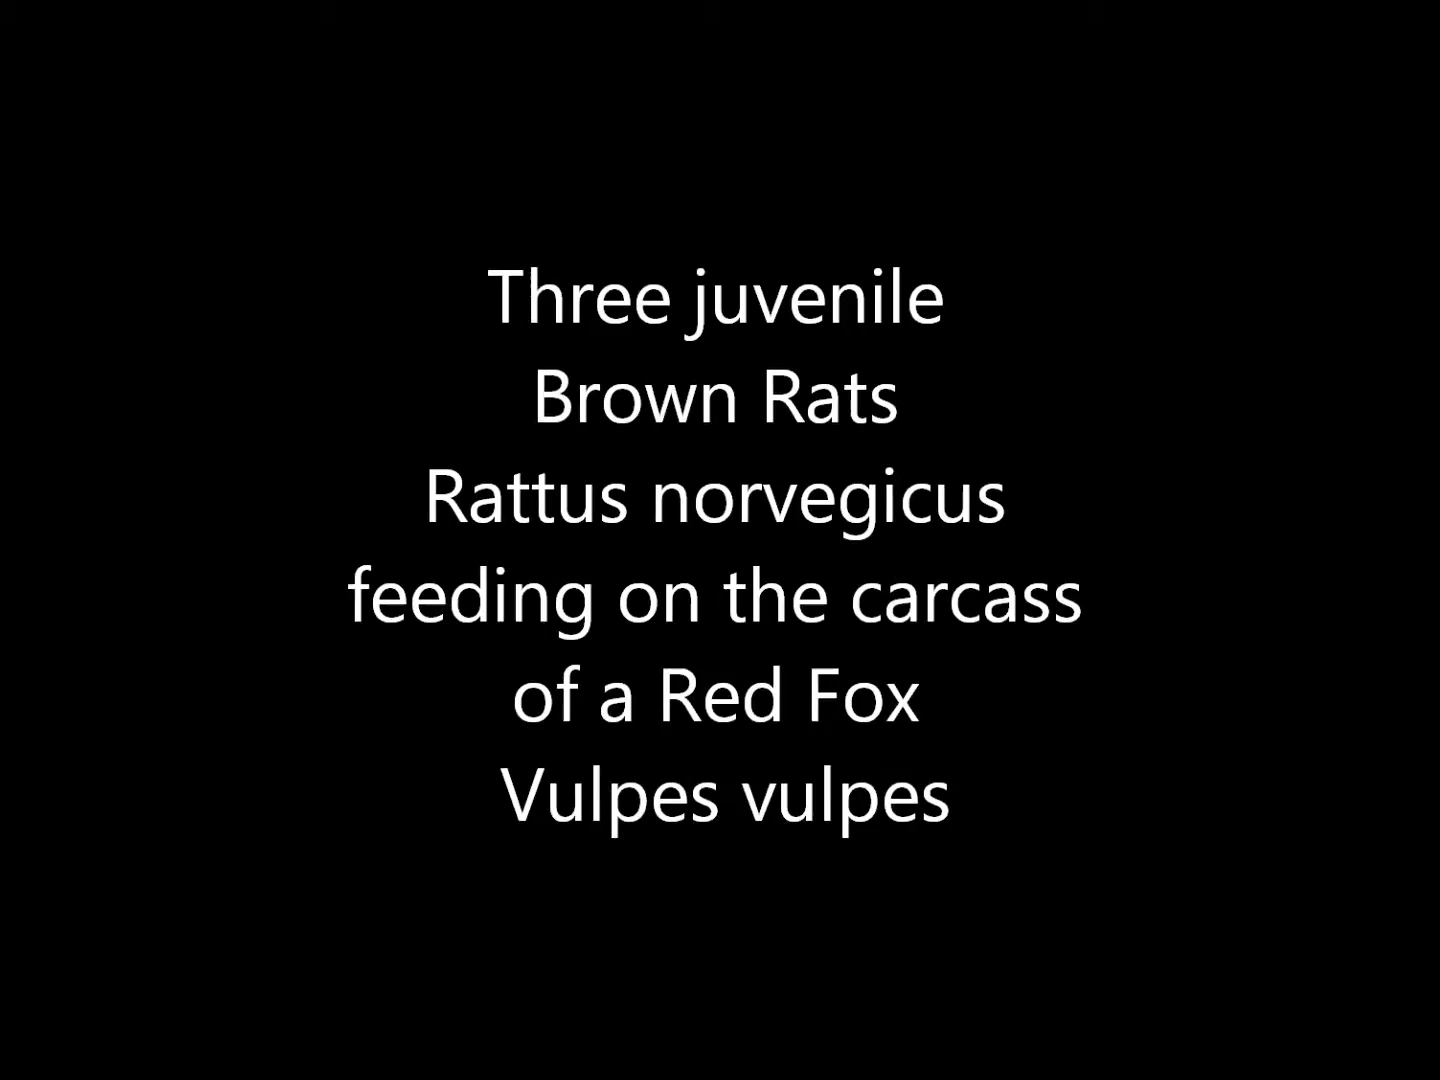 Three juvenile
Brown Rats
Rattus norvegicus
feeding on the carcass
of a Red Fox
Vulpes vulpes